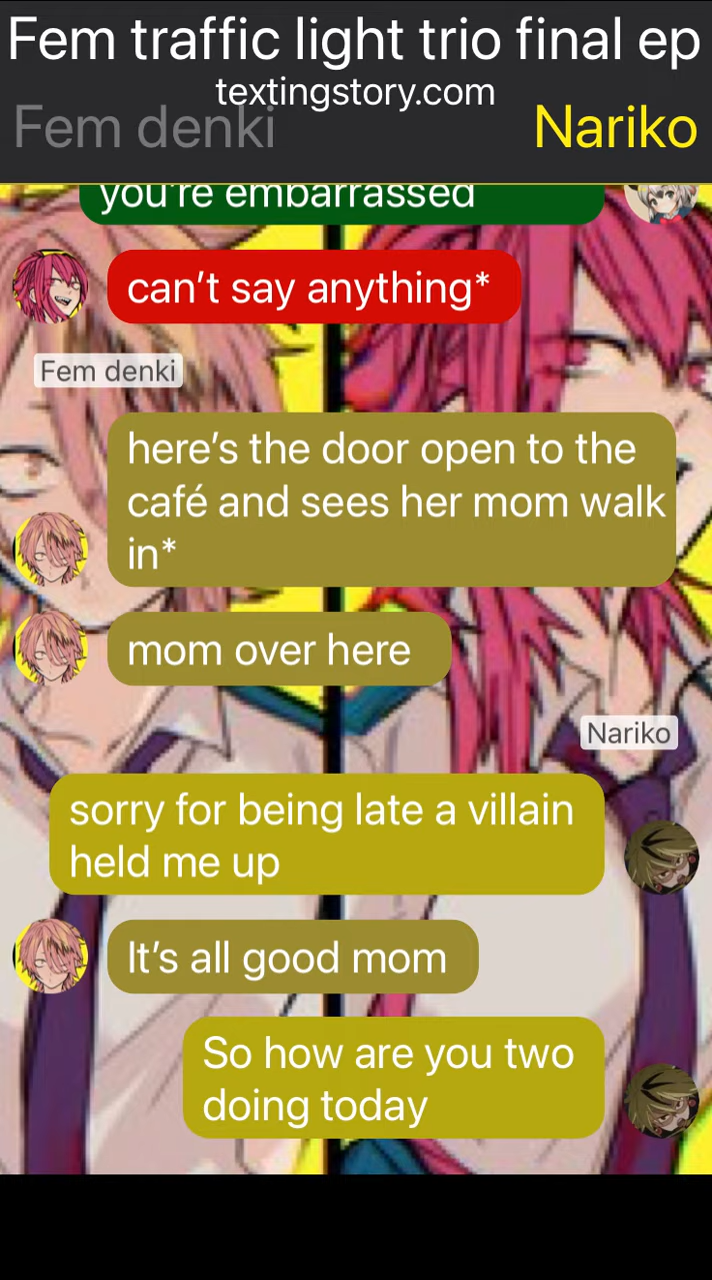 Fem traffic light trio final ep
textingstory.com
Fem denki
Nariko
you're embarrassed
can't say anything*
Fem denki
here's the door open to the
café and sees her mom walk
in*
mom over here
Nariko
sorry for being late a villain
held me up
It's all good mom
So how are you two
doing today